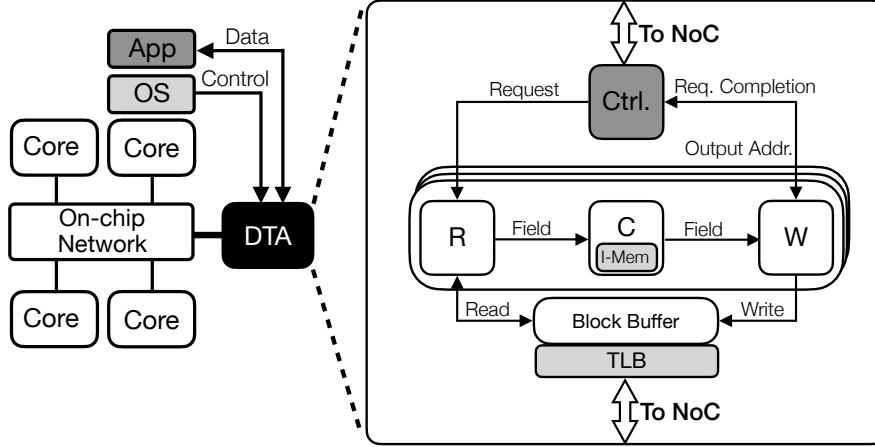 App
Data
OS
Control
Core
Core
On-chip
Network
DTA
Core
Core
To NoC
Ctrl.
Request
Req. Completion
Output Addr.
R
Field
C
I-Mem
Field
W
Read
Block Buffer
Write
TLB
To NoC